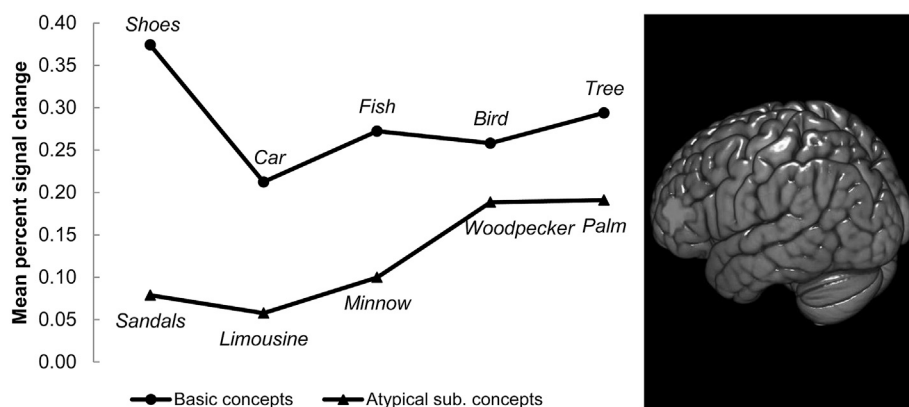 Mean percent signal change
0.40
0.35
0.30
0.25
0.20
0.15
0.10
0.05
0.00
Shoes
Car
Fish
Bird
Tree
Sandals
Limousine
Minnow
Woodpecker
Palm
Basic concepts
Atypical sub. concepts